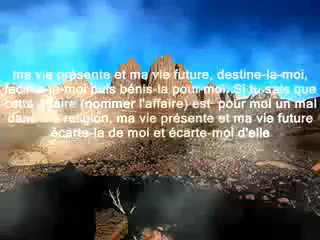 ma vie présente et ma vie future, destine-la-moi,
facilite-la-moi puis bénis-la pour moi. Si tu sais que
cette affaire (nommer l'affaire) est pour moi un mal
dans ma religion, ma vie présente et ma vie future
écarte-la de moi et écarte-moi d'elle